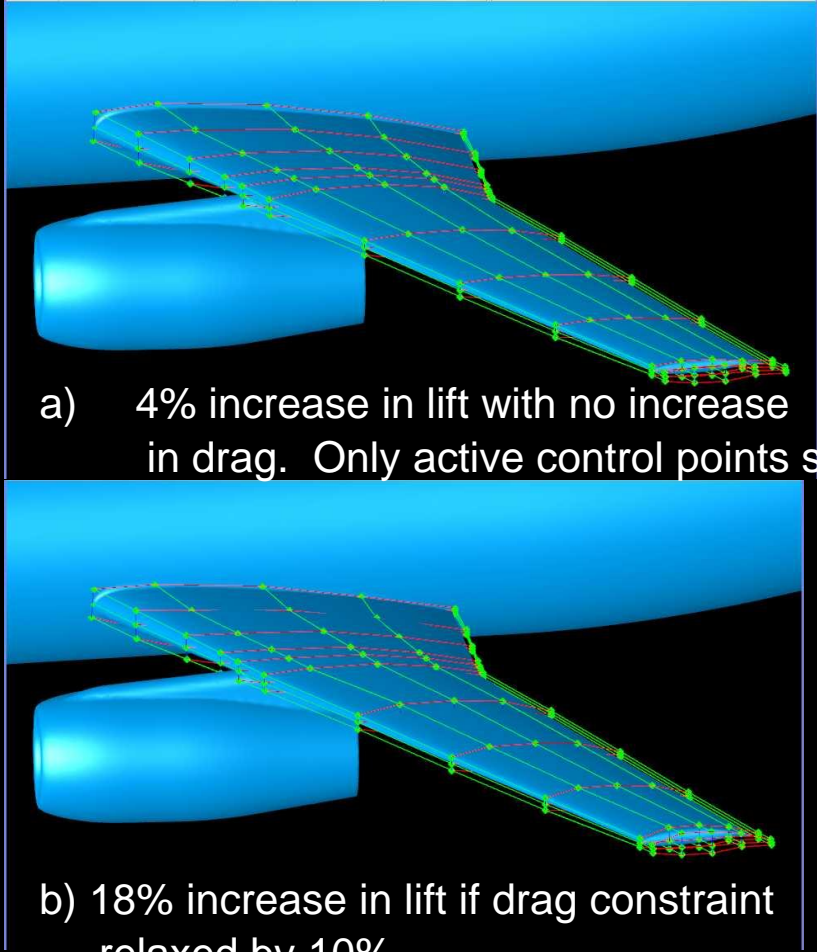 a) 4% increase in lift with no increase
in drag. Only active control points
b) 18% increase in lift if drag constraint
relaxed by 10%